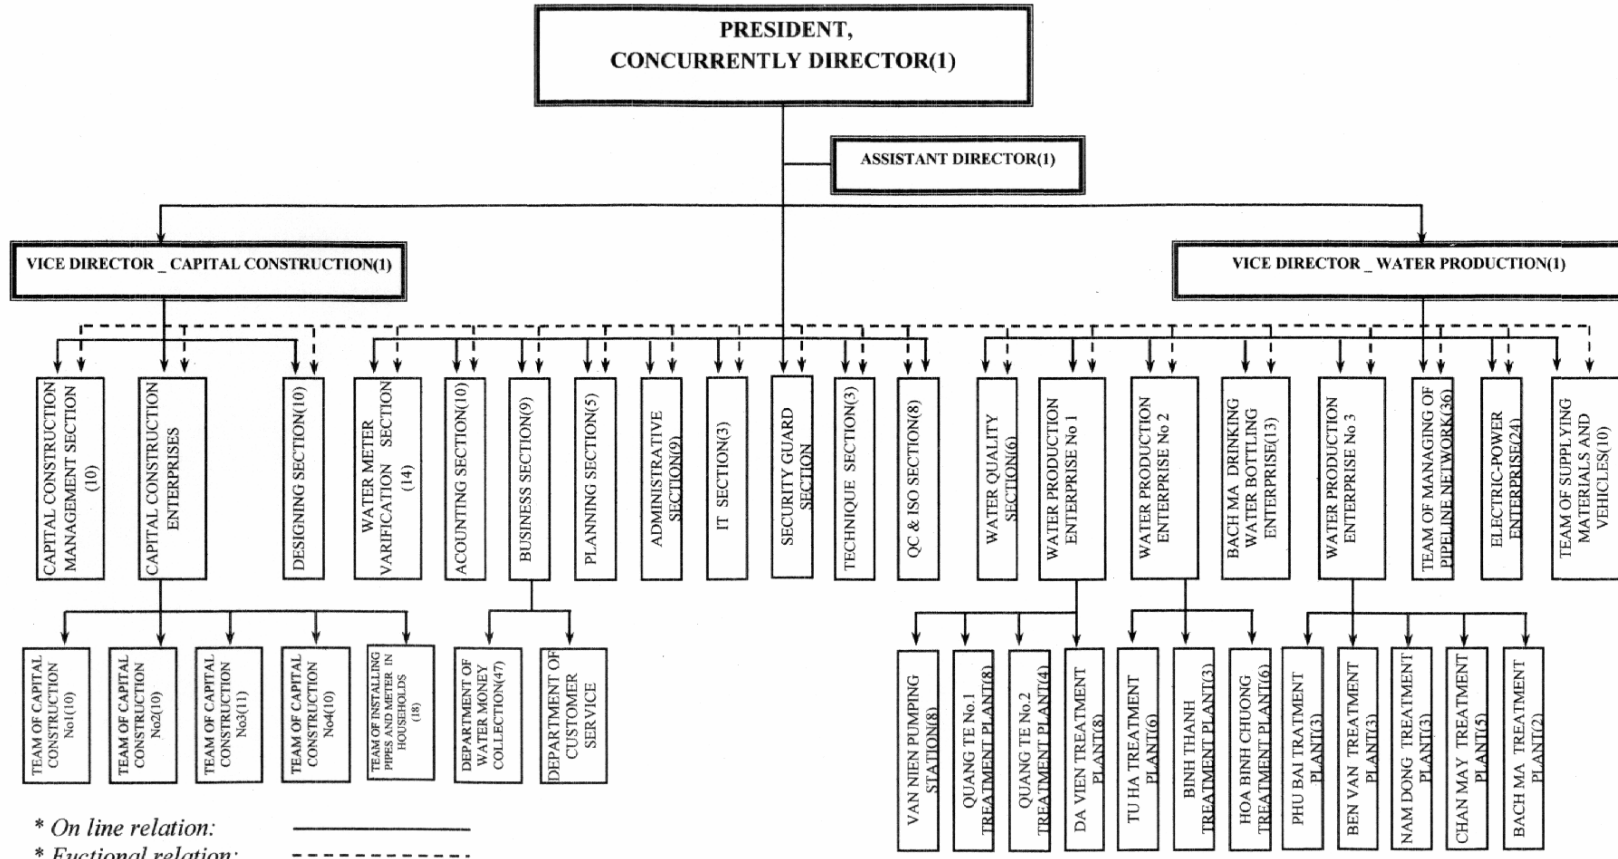 PRESIDENT,
CONCURRENTLY DIRECTOR(1)
ASSISTANT DIRECTOR(1)
VICE DIRECTOR _ CAPITAL CONSTRUCTION(1)
VICE DIRECTOR _ WATER PRODUCTION(1)
CAPITAL CONSTRUCTION
MANAGEMENT SECTION
(10)
CAPITAL CONSTRUCTION
ENTERPRISES
DESIGNING SECTION(10)
WATER METER
VARIFICATION SECTION
(14)
ACOUNTING SECTION(10)
BUSINESS SECTION(9)
PLANNING SECTION(5)
ADMINISTRATIVE
SECTION(9)
IT SECTION(3)
SECURITY GUARD
SECTION
TECHNIQUE SECTION(3)
QC & ISO SECTION(8)
WATER QUALITY
SECTION(6)
WATER PRODUCTION
ENTERPRISE No 1
WATER PRODUCTION
ENTERPRISE No 2
BACH MA DRINKING
WATER BOTTLING
ENTERPRISE(13)
WATER PRODUCTION
ENTERPRISE No 3
TEAM OF MANAGING OF
PIPELINE NETWORK(36)
ELECTRIC-POWER
ENTERPRISE(24)
TEAM OF SUPPLYING
MATERIALS AND
VEHICLES(10)
TEAM OF CAPITAL
CONSTRUCTION
No1(10)
TEAM OF CAPITAL
CONSTRUCTION
No2(10)
TEAM OF CAPITAL
CONSTRUCTION
No3(11)
TEAM OF CAPITAL
CONSTRUCTION
No4(10)
TEAM OF INSTALLING
PIPES AND METER IN
HOUSEHOLDS
(18)
DEPARTMENT OF
WATER MONEY
COLLECTION(47)
DEPARTMENT OF
CUSTOMER
SERVICE
VAN NIEN PUMPING
STATION(8)
QUANG TE No.1
TREATMENT PLANT(8)
QUANG TE No.2
TREATMENT PLANT(4)
DA VIEN TREATMENT
PLANT(8)
TU HA TREATMENT
PLANT(6)
BINH THANH
TREATMENT PLANT(3)
HOA BINH CHUONG
TREATMENT PLANT(6)
PHU BAI TRATMENT
PLANT(3)
BEN VAN TREATMENT
PLANT(3)
NAM DONG TREATMENT
PLANT(3)
CHAN MAY TREATMENT
PLANT(5)
BACH MA TREATMENT
PLANT(2)
* On line relation:
* Fuctional relation: